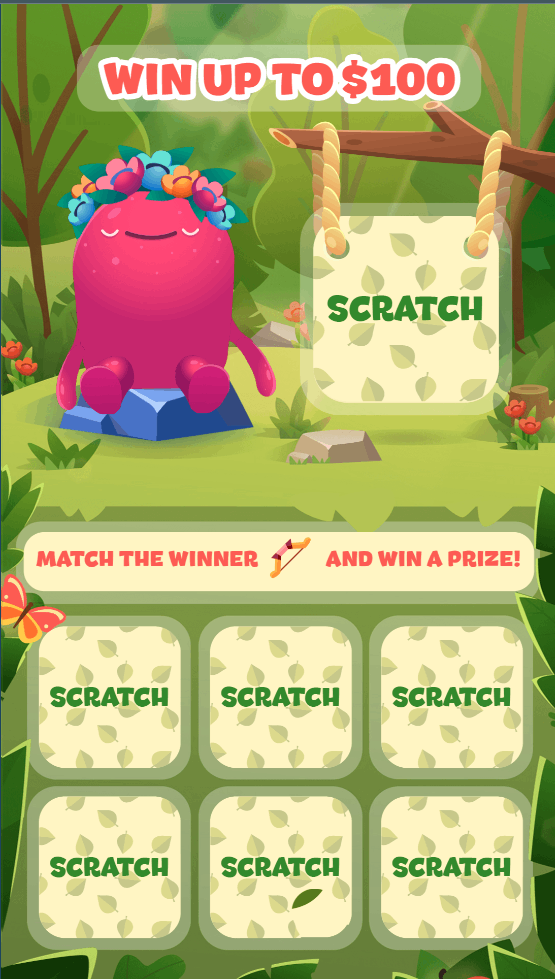 WIN UP TO $100
SCRATCH
MATCH THE WINNER AND WIN A PRIZE!
SCRATCH SCRATCH SCRATCH
SCRATCH SCRATCH SCRATCH